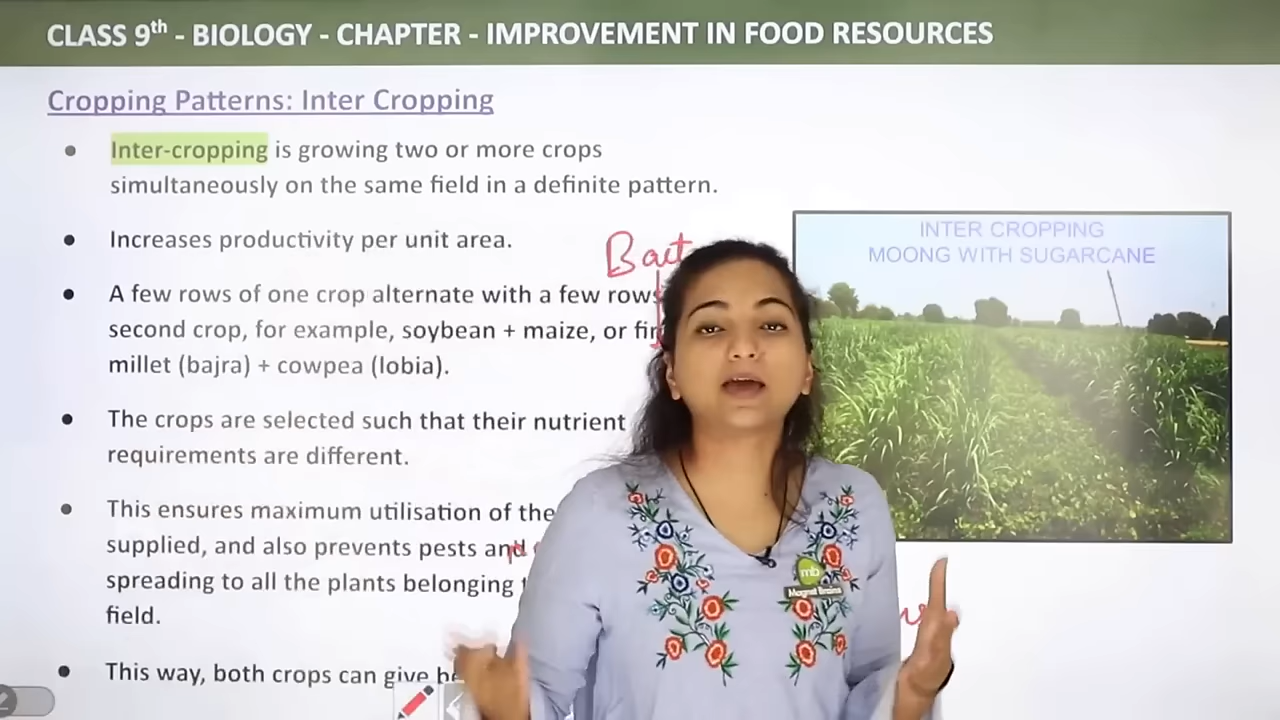 CLASS 9th - BIOLOGY - CHAPTER - IMPROVEMENT IN FOOD RESOURCES
Cropping Patterns: Inter Cropping
Inter-cropping is growing two or more crops
simultaneously on the same field in a definite pattern.
Increases productivity per unit area.
A few rows of one crop alternate with a few rows
second crop, for example, soybean + maize, or
millet (bajra) + cowpea (lobia).
The crops are selected such that their nutrient
requirements are different.
This ensures maximum utilisation of the
supplied, and also prevents pests and
spreading to all the plants belonging
field.
This way, both crops can give
INTER CROPPING
MOONG WITH SUGARCANE
mb
Magnet Brains